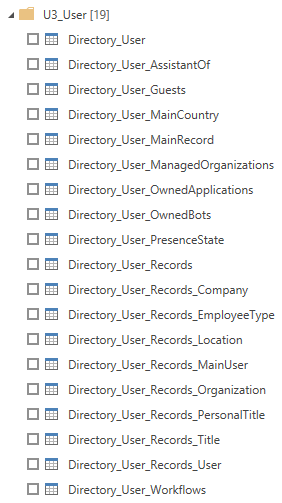 U3_User [19]
Directory_User
Directory_User_AssistantOf
Directory_User_Guests
Directory_User_MainCountry
Directory_User_MainRecord
Directory_User_ManagedOrganizations
Directory_User_OwnedApplications
Directory_User_OwnedBots
Directory_User_PresenceState
Directory_User_Records
Directory_User_Records_Company
Directory_User_Records_EmployeeType
Directory_User_Records_Location
Directory_User_Records_MainUser
Directory_User_Records_Organization
Directory_User_Records_PersonalTitle
Directory_User_Records_Title
Directory_User_Records_User
Directory_User_Workflows